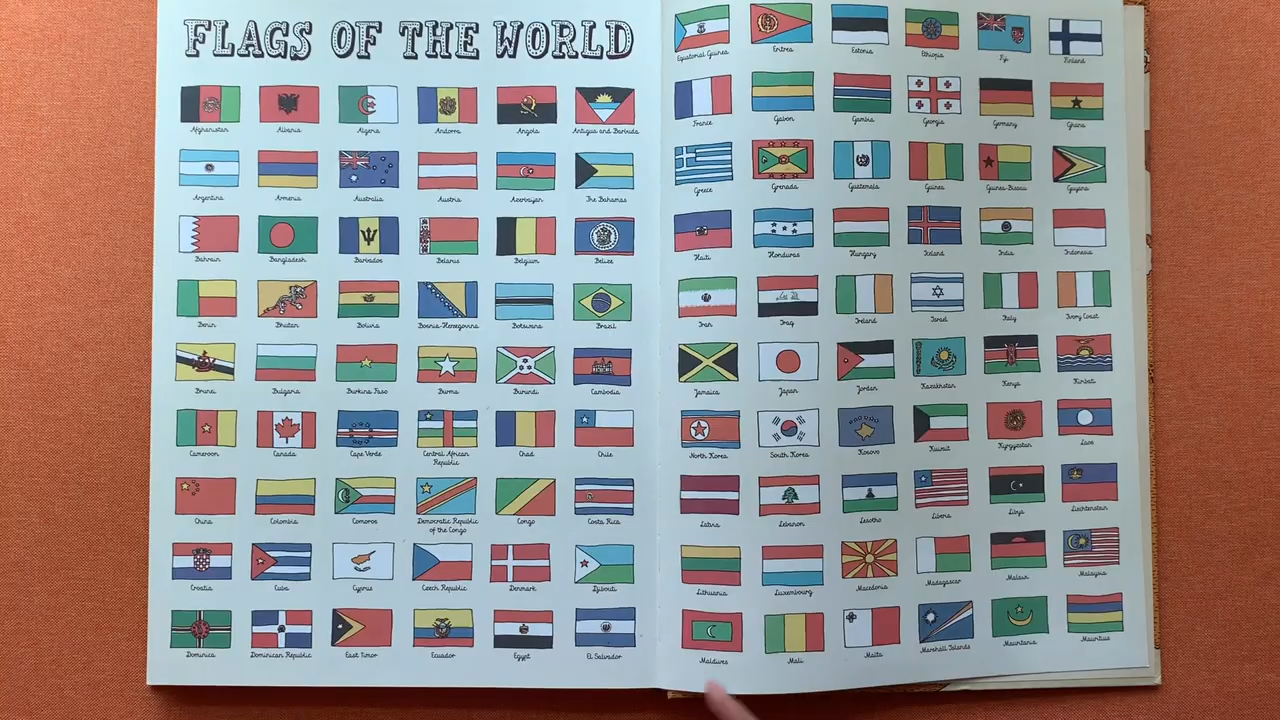 FLAGS OF THE WORLD
Afghanistan Albania Algeria Andorra Angola Antigua and Barbuda
Argentina Armenia Australia Austria Azerbaijan The Bahamas
Bahrain Bangladesh Barbados Belarus Belgium Belize
Benin Bhutan Bolivia Bosnia-Herzegovina Botswana Brazil
Brunei Bulgaria Burkina Faso Burma Burundi Cambodia
Cameroon Canada Cape Verde Central African Republic Chad Chile
China Colombia Comoros Democratic Republic of the Congo Congo Costa Rica
Croatia Cuba Cyprus Czech Republic Denmark Djibouti
Dominica Dominican Republic East Timor Ecuador Egypt El Salvador
Equatorial Guinea Eritrea Estonia Ethiopia Fiji Finland
France Gabon Gambia Georgia Germany Ghana
Greece Grenada Guatemala Guinea Guinea-Bissau Guyana
Haiti Honduras Hungary Iceland India Indonesia
Iran Iraq Ireland Israel Italy Ivory Coast
Jamaica Japan Jordan Kazakhstan Kenya Kiribati
North Korea South Korea Kosovo Kuwait Kyrgyzstan Laos
Latvia Lebanon Lesotho Liberia Libya Liechtenstein
Lithuania Luxembourg Macedonia Madagascar Malawi Malaysia
Maldives Mali Malta Marshall Islands Mauritania Mauritius